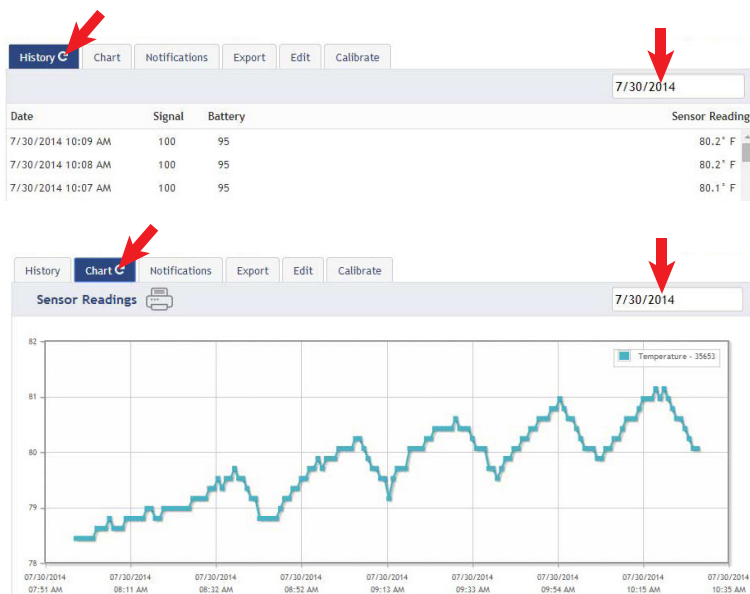 History Chart Notifications Export Edit Calibrate
7/30/2014
Date Signal Battery Sensor Reading
7/30/2014 10:09 AM 100 95 80.2° F
7/30/2014 10:08 AM 100 95 80.2° F
7/30/2014 10:07 AM 100 95 80.1° F
History Chart Notifications Export Edit Calibrate
Sensor Readings 7/30/2014
82
Temperature - 35653
81
80
79
78
07/30/2014 07/30/2014 07/30/2014 07/30/2014 07/30/2014 07/30/2014 07/30/2014 07/30/2014 07/30/2014
07:51 AM 08:11 AM 08:32 AM 08:52 AM 09:13 AM 09:33 AM 09:54 AM 10:15 AM 10:35 AM